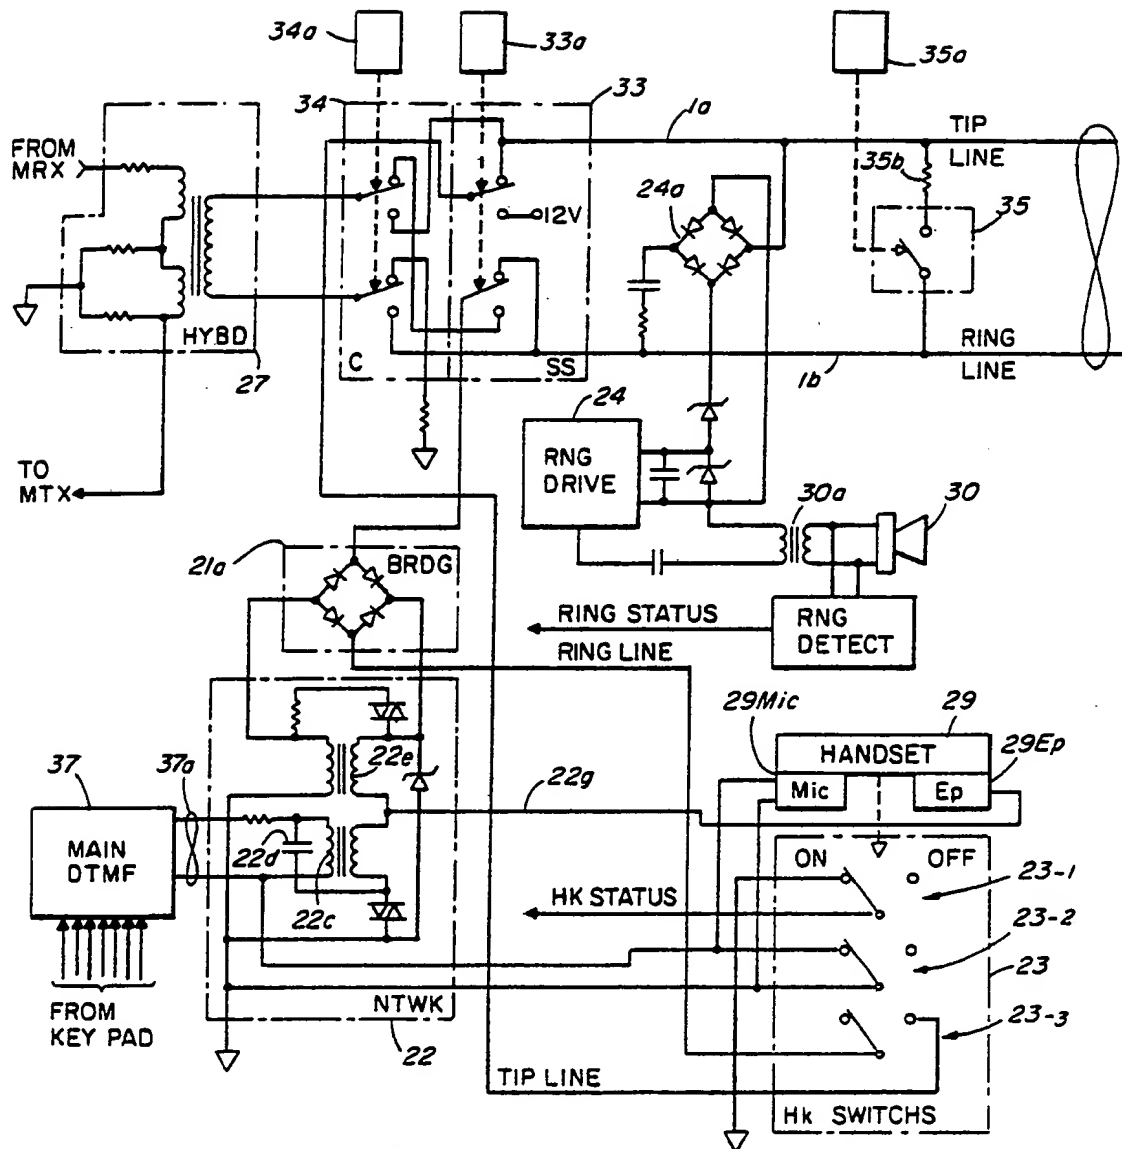 34a
33a
35a
34
33
1a
TIP
LINE
FROM
MRX
35b
24a
35
12V
HYBD
C
SS
RING
LINE
27
24
1b
TO
MTX
RNG
DRIVE
30a
30
21a
BRDG
RING STATUS
RNG
DETECT
RING LINE
29Mic
29
HANDSET
29Ep
Mic
Ep
37
37a
22e
22g
MAIN
DTMF
22d
22c
ON
OFF
23-1
HK STATUS
23-2
23
FROM
KEY PAD
NTWK
23-3
22
TIP LINE
Hk SWITCHS